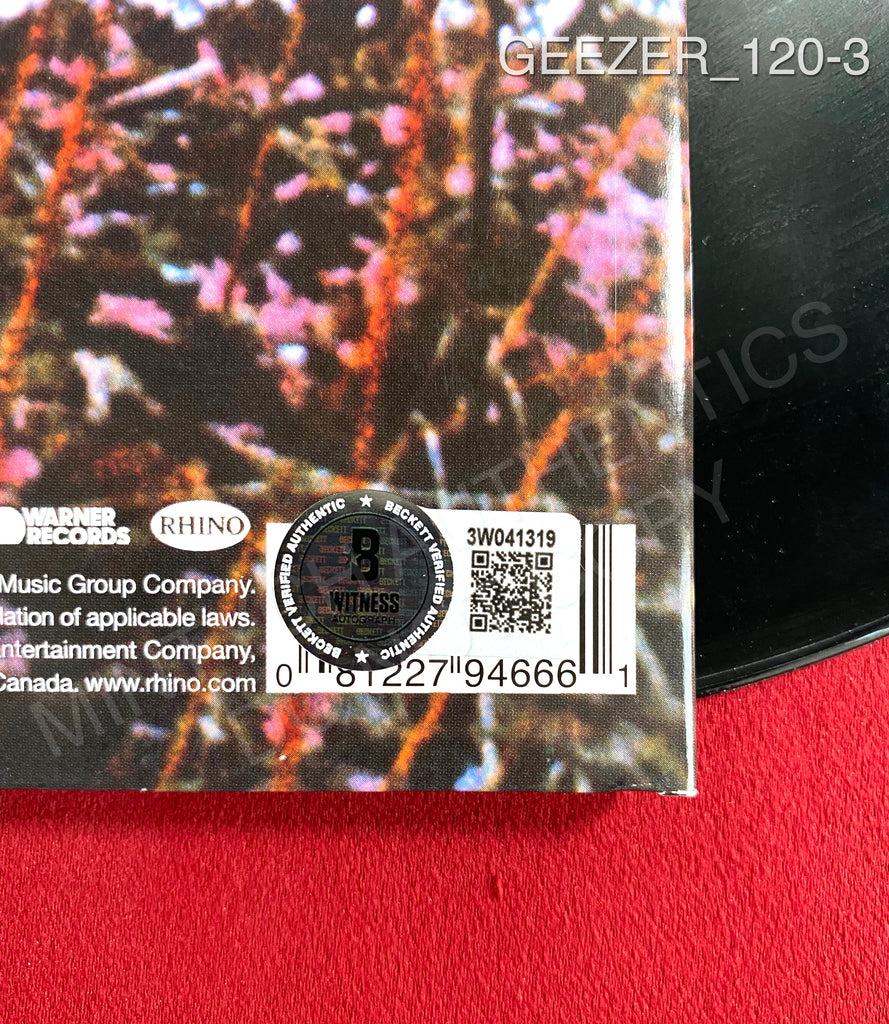 GEEZER_120-3
WARNER
RECORDS
RHINO
BECKETT VERIFIED AUTHENTIC ★ BECKETT VERIFIED AUTHENTIC ★
B
WITNESS
AUTOGRAPH
3W041319
Music Group Company.
lation of applicable laws.
ntertainment Company,
Canada. www.rhino.com
0 81227 94666 1